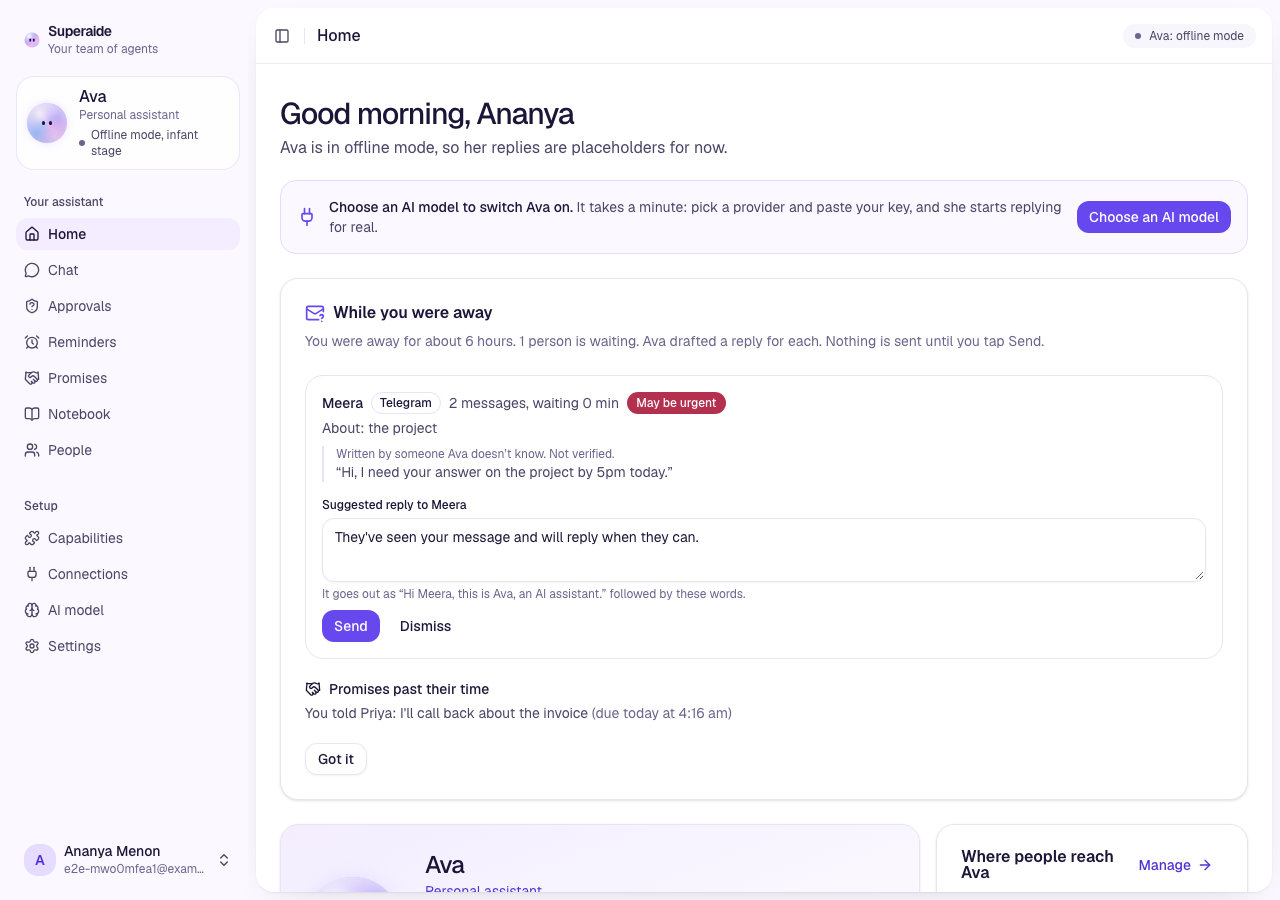 Superaide
Your team of agents
Ava
Personal assistant
Offline mode, infant
stage
Your assistant
Home
Chat
Approvals
Reminders
Promises
Notebook
People
Setup
Capabilities
Connections
AI model
Settings
A
Ananya Menon
e2e-mwo0mfea1@exam...
Home
Ava: offline mode
Good morning, Ananya
Ava is in offline mode, so her replies are placeholders for now.
Choose an AI model to switch Ava on. It takes a minute: pick a provider and paste your key, and she starts replying
for real.
Choose an AI model
While you were away
You were away for about 6 hours. 1 person is waiting. Ava drafted a reply for each. Nothing is sent until you tap Send.
Meera Telegram 2 messages, waiting 0 min May be urgent
About: the project
Written by someone Ava doesn’t know. Not verified.
“Hi, I need your answer on the project by 5pm today.”
Suggested reply to Meera
They've seen your message and will reply when they can.
It goes out as “Hi Meera, this is Ava, an AI assistant.” followed by these words.
Send Dismiss
Promises past their time
You told Priya: I'll call back about the invoice (due today at 4:16 am)
Got it
Ava
Personal assistant
Where people reach
Ava
Manage